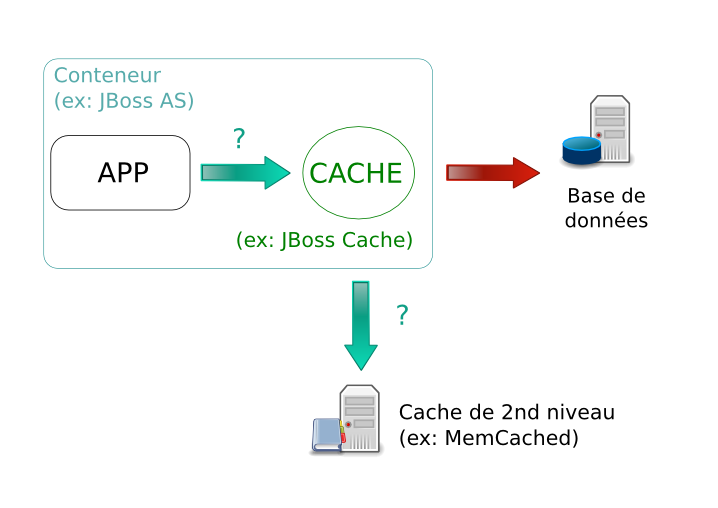 Conteneur
(ex: JBoss AS)
?
APP
CACHE
(ex: JBoss Cache)
Base de
données
?
Cache de 2nd niveau
(ex: MemCached)